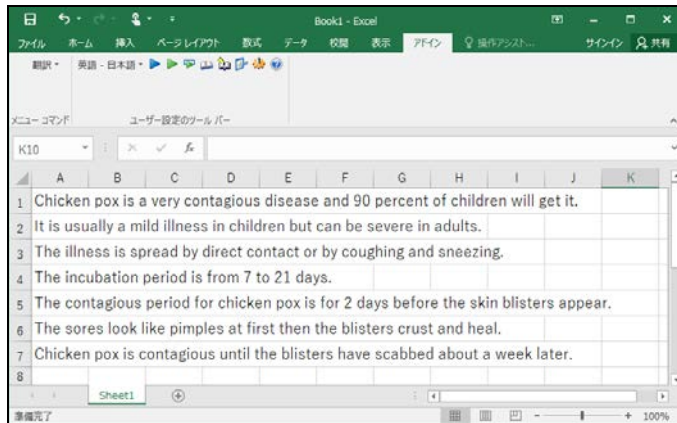 Book1 - Excel
ファイル ホーム 挿入 ページレイアウト 数式 データ 校閲 表示 アドイン 操作アシスト... サインイン 共有
翻訳 英語 - 日本語
メニュー コマンド ユーザー設定のツール バー
K10 fx
A B C D E F G H I J K
1 Chicken pox is a very contagious disease and 90 percent of children will get it.
2 It is usually a mild illness in children but can be severe in adults.
3 The illness is spread by direct contact or by coughing and sneezing.
4 The incubation period is from 7 to 21 days.
5 The contagious period for chicken pox is for 2 days before the skin blisters appear.
6 The sores look like pimples at first then the blisters crust and heal.
7 Chicken pox is contagious until the blisters have scabbed about a week later.
8
Sheet1
準備完了 100%